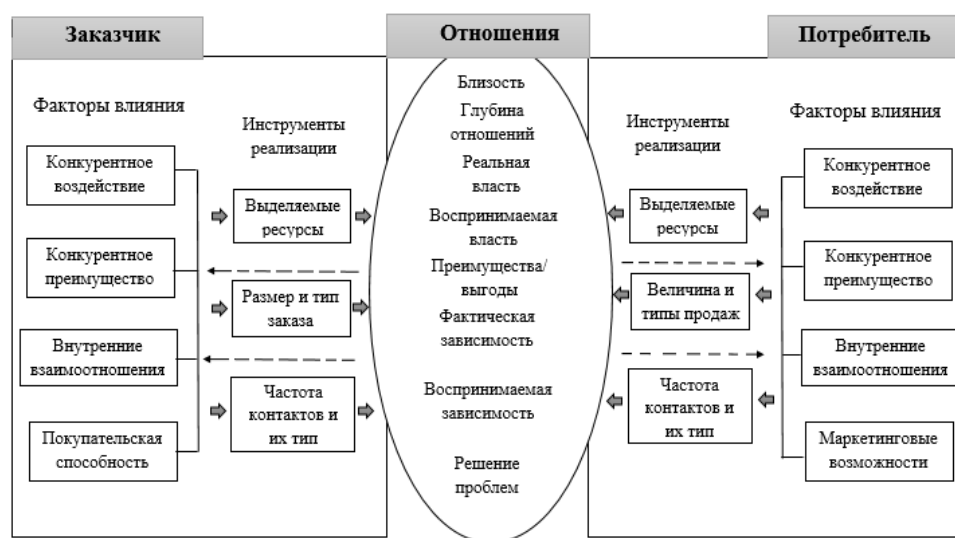 Заказчик
Отношения
Потребитель
Факторы влияния
Инструменты
реализации
Конкурентное
воздействие
Конкурентное
преимущество
Внутренние
взаимоотношения
Покупательская
способность
Выделяемые
ресурсы
Размер и тип
заказа
Частота
контактов и
их тип
Близость
Глубина
отношений
Реальная
власть
Воспринимаемая
власть
Преимущества/
выгоды
Фактическая
зависимость
Воспринимаемая
зависимость
Решение
проблем
Инструменты
реализации
Выделяемые
ресурсы
Величина и
типы продаж
Частота
контактов и
их тип
Факторы влияния
Конкурентное
воздействие
Конкурентное
преимущество
Внутренние
взаимоотношения
Маркетинговые
возможности